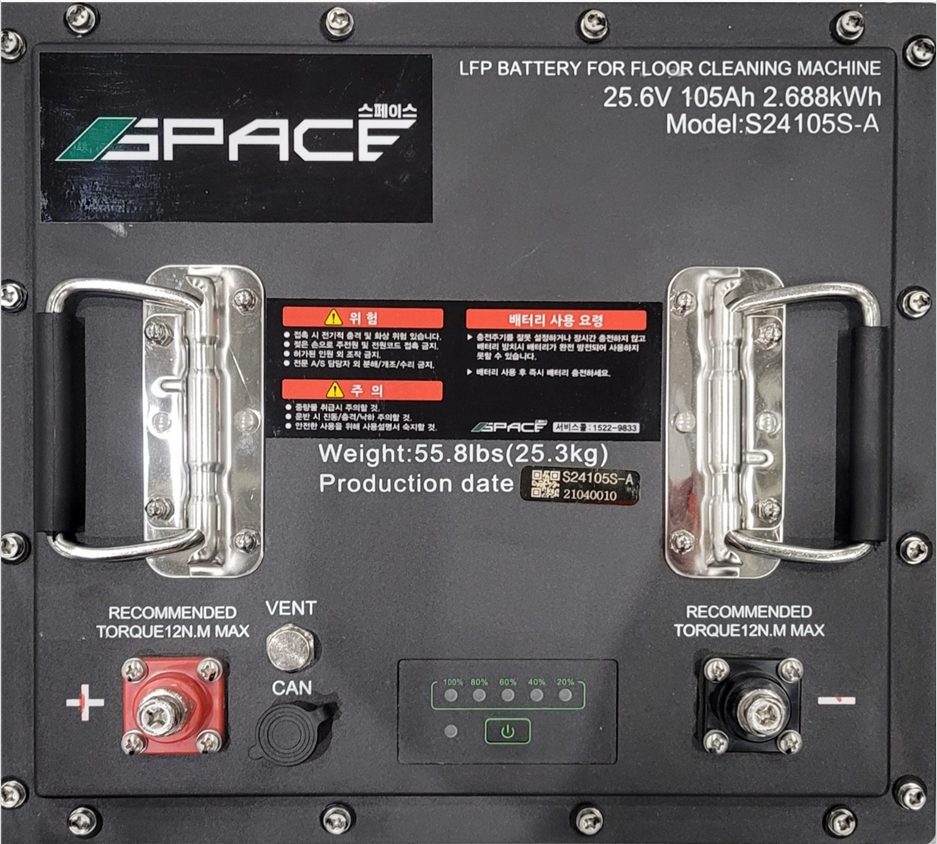 스페이스
SPACE
LFP BATTERY FOR FLOOR CLEANING MACHINE
25.6V 105Ah 2.688kWh
Model:S24105S-A
위 험
● 접촉 시 전기적 충격 및 화상 위험 있습니다.
● 젖은 손으로 주전원 및 전원코드 접촉 금지.
● 허가된 인원 외 조작 금지.
● 전문 A/S 담당자 외 분해/개조/수리 금지.
주 의
● 중량물 취급시 주의할 것.
● 운반 시 진동/충격/낙하 주의할 것.
● 안전한 사용을 위해 사용설명서 숙지할 것.
배터리 사용 요령
▶ 충전주기를 잘못 설정하거나 장시간 충전하지 않고
배터리 방치시 배터리가 완전 방전되어 사용하지
못할 수 있습니다.
▶ 배터리 사용 후 즉시 배터리 충전하세요.
SPACE 서비스콜:1522-9833
Weight:55.8lbs(25.3kg)
Production date
S24105S-A
21040010
RECOMMENDED
TORQUE12N.M MAX
VENT
CAN
+
100% 80% 60% 40% 20%
RECOMMENDED
TORQUE12N.M MAX
-